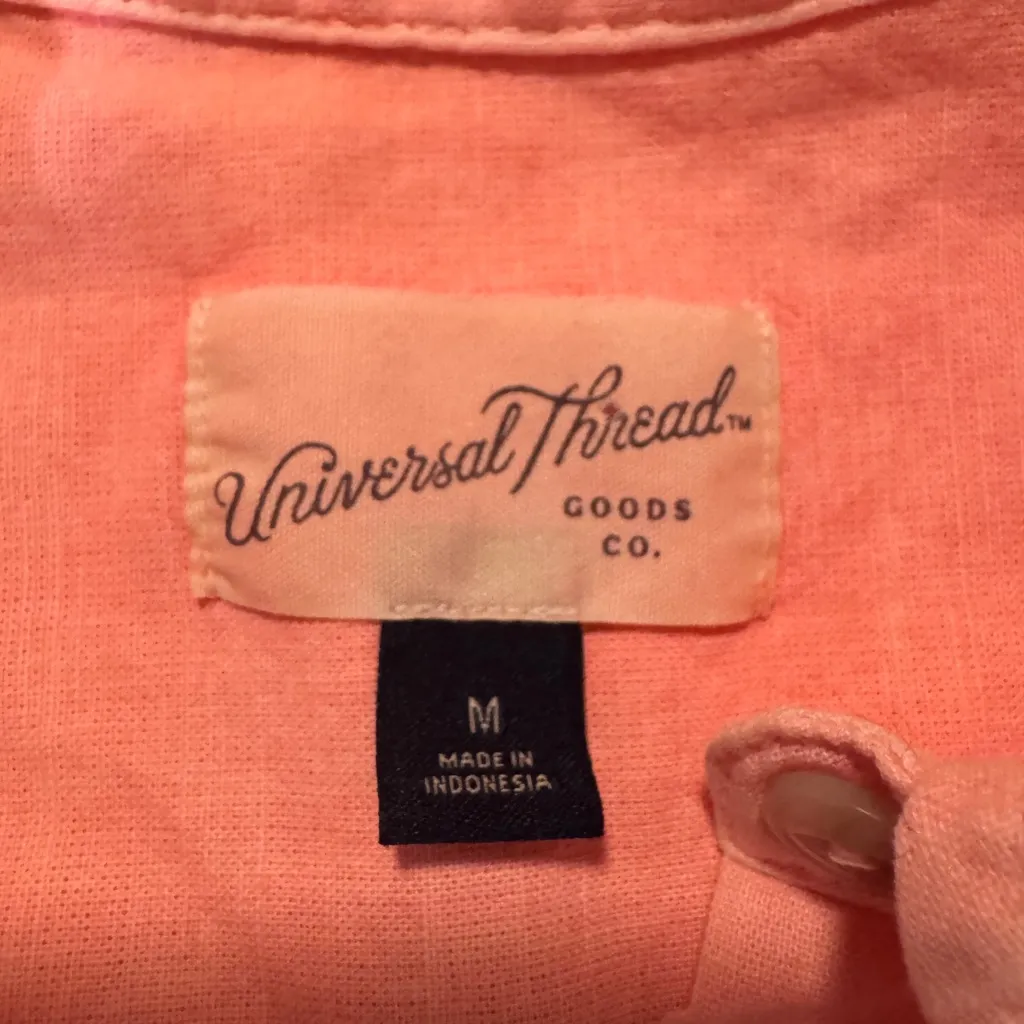 Universal Thread™
GOODS
CO.
M
MADE IN
INDONESIA